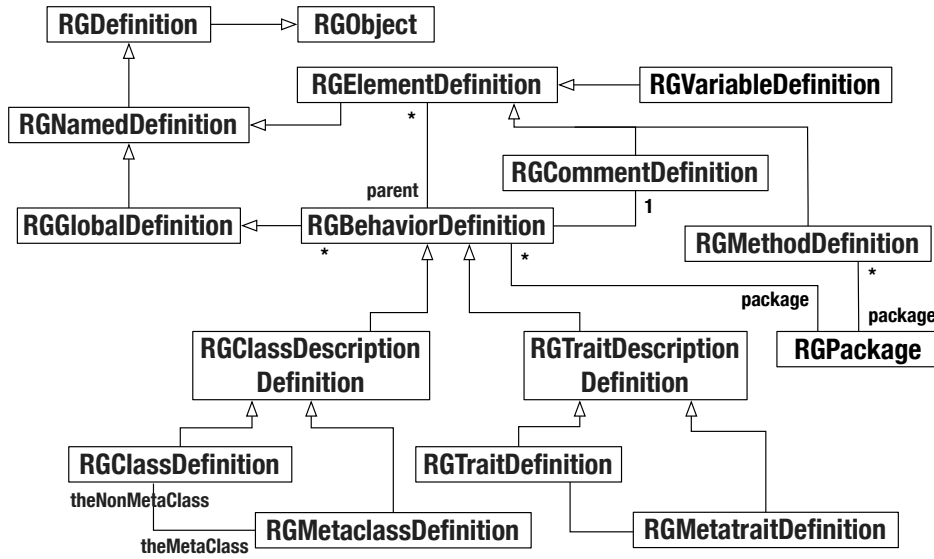 RGDefinition
RGObject
RGElementDefinition
RGVariableDefinition
RGNamedDefinition
*
RGCommentDefinition
parent
1
RGGlobalDefinition
RGBehaviorDefinition
RGMethodDefinition
*
*
*
package
package
RGPackage
RGClassDescription
Definition
RGTraitDescription
Definition
RGClassDefinition
RGTraitDefinition
theNonMetaClass
RGMetaclassDefinition
RGMetatraitDefinition
theMetaClass